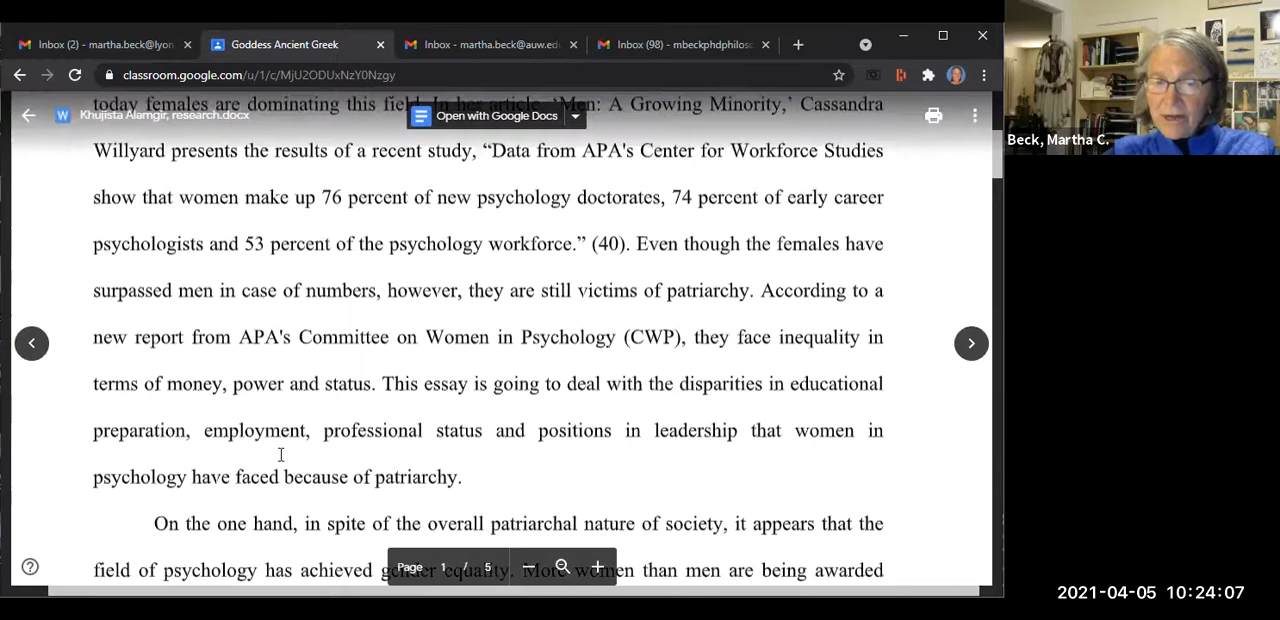 Inbox (2) - martha.beck@lyon
Goddess Ancient Greek
Inbox - martha.beck@auw.ed
Inbox (98) - mbeckphdphilos
classroom.google.com/u/1/c/MjU2ODUxNzY0Nzgy
today females are dominating this field. In her article, ‘Men: A Growing Minority,’ Cassandra
Khujista Alamgir, research.docx
Open with Google Docs
Beck, Martha C.
Willyard presents the results of a recent study, “Data from APA's Center for Workforce Studies
show that women make up 76 percent of new psychology doctorates, 74 percent of early career
psychologists and 53 percent of the psychology workforce.” (40). Even though the females have
surpassed men in case of numbers, however, they are still victims of patriarchy. According to a
new report from APA's Committee on Women in Psychology (CWP), they face inequality in
terms of money, power and status. This essay is going to deal with the disparities in educational
preparation, employment, professional status and positions in leadership that women in
psychology have faced because of patriarchy.
On the one hand, in spite of the overall patriarchal nature of society, it appears that the
field of psychology has achieved gender equality. More women than men are being awarded
Page 1 / 5
2021-04-05 10:24:07